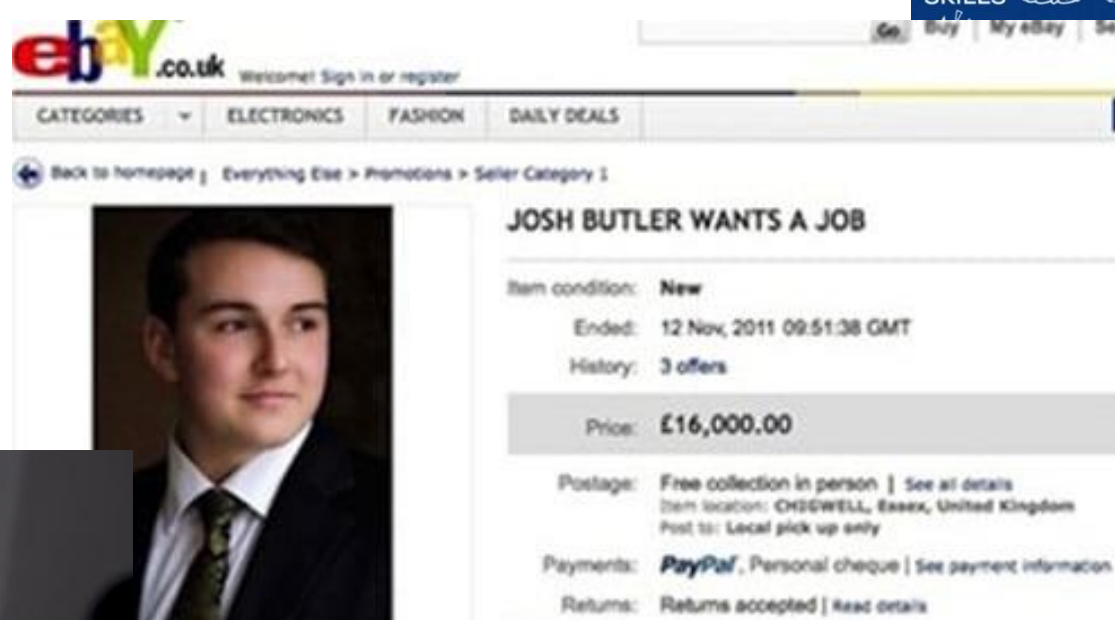 SKILLS
ebaY.co.uk Welcome! Sign in or register
Go Buy My eBay
CATEGORIES ELECTRONICS FASHION DAILY DEALS
Back to homepage | Everything Else > Promotions > Seller Category 1
JOSH BUTLER WANTS A JOB
Item condition: New
Ended: 12 Nov, 2011 09:51:38 GMT
History: 3 offers
Price: £16,000.00
Postage: Free collection in person | See all details
Item location: CHIGWELL, Essex, United Kingdom
Post to: Local pick up only
Payments: PayPal, Personal cheque | See payment information
Returns: Returns accepted | Read details